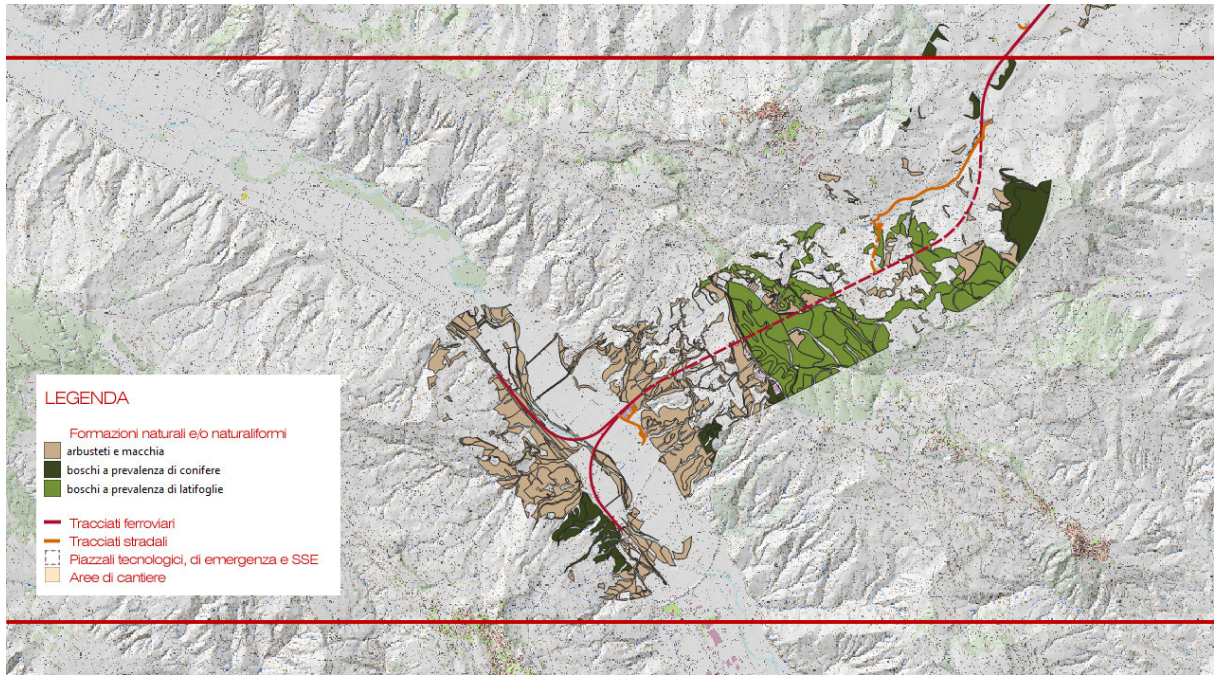 LEGENDA
Formazioni naturali e/o naturaliformi
arbusteti e macchia
boschi a prevalenza di conifere
boschi a prevalenza di latifoglie
Tracciati ferroviari
Tracciati stradali
Piazzali tecnologici, di emergenza e SSE
Aree di cantiere